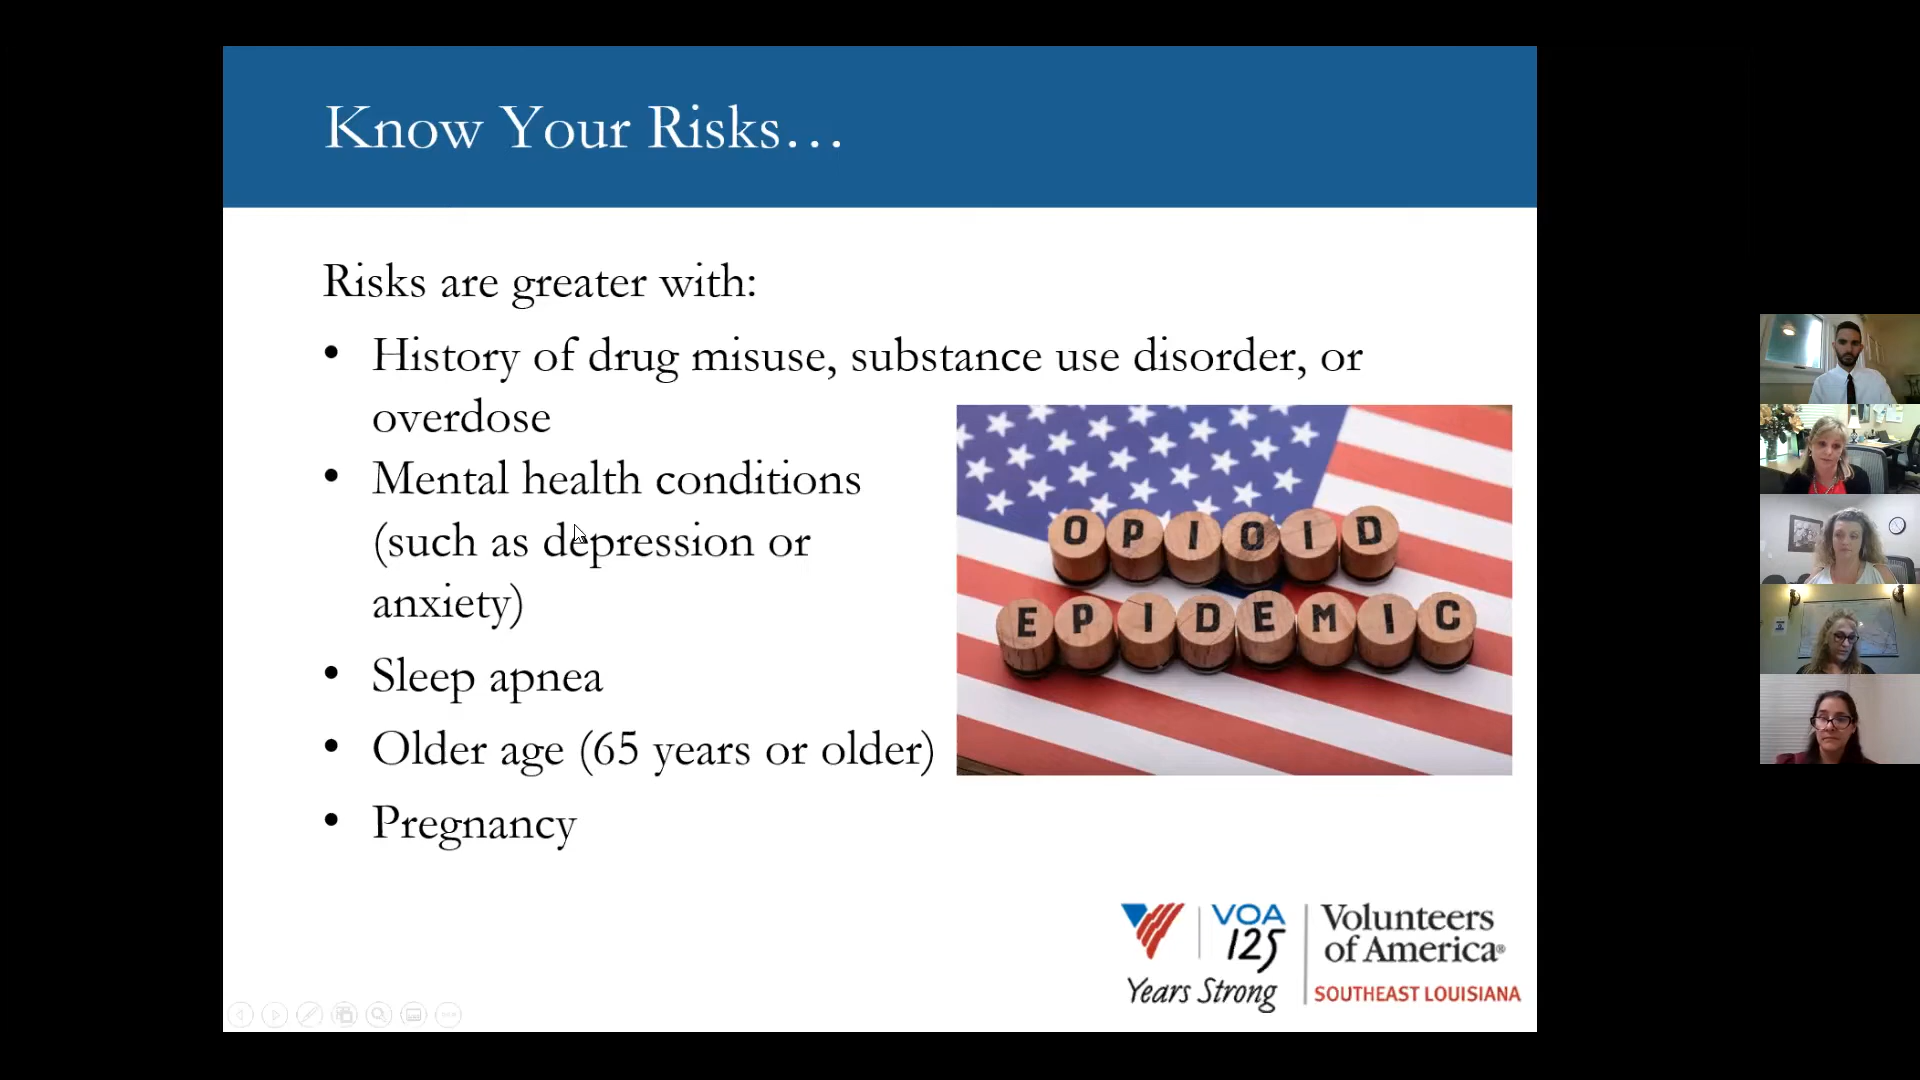 Know Your Risks…
Risks are greater with:
• History of drug misuse, substance use disorder, or
overdose
• Mental health conditions
(such as depression or
anxiety)
• Sleep apnea
• Older age (65 years or older)
• Pregnancy
OPIOID
EPIDEMIC
VOA
125
Years Strong
Volunteers
of America®
SOUTHEAST LOUISIANA